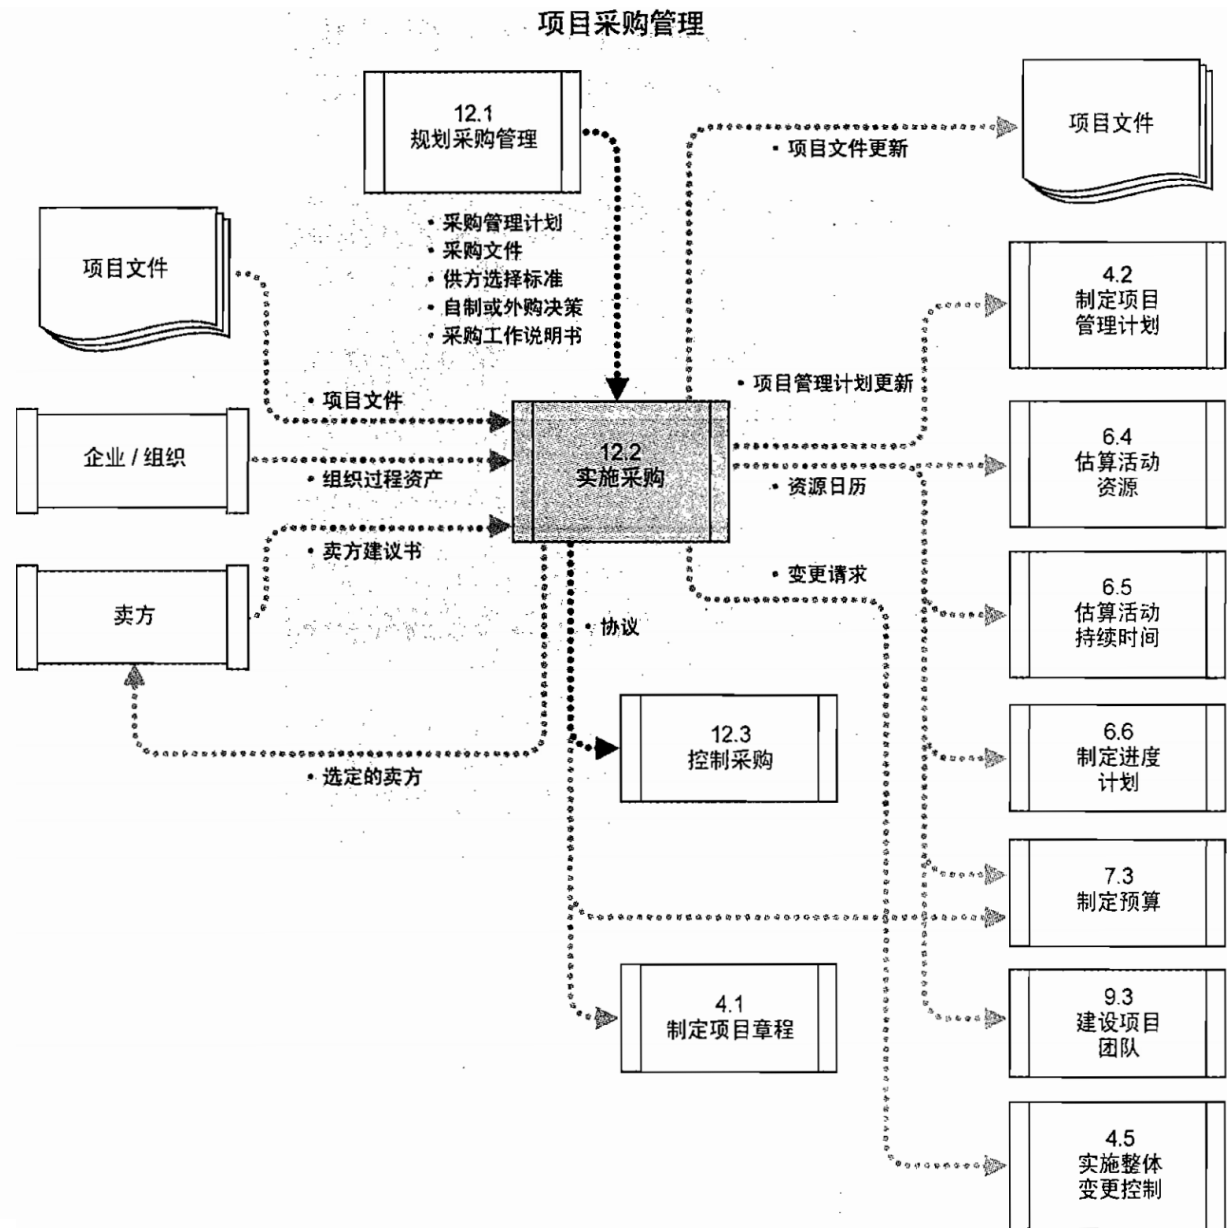 项目采购管理
12.1
规划采购管理
项目文件
• 项目文件更新
• 采购管理计划
• 采购文件
• 供方选择标准
• 自制或外购决策
• 采购工作说明书
项目文件
4.2
制定项目
管理计划
• 项目管理计划更新
• 项目文件
企业 / 组织
• 组织过程资产
12.2
实施采购
• 资源日历
6.4
估算活动
资源
• 卖方建议书
卖方
• 变更请求
• 协议
6.5
估算活动
持续时间
12.3
控制采购
• 选定的卖方
6.6
制定进度
计划
7.3
制定预算
4.1
制定项目章程
9.3
建设项目
团队
4.5
实施整体
变更控制